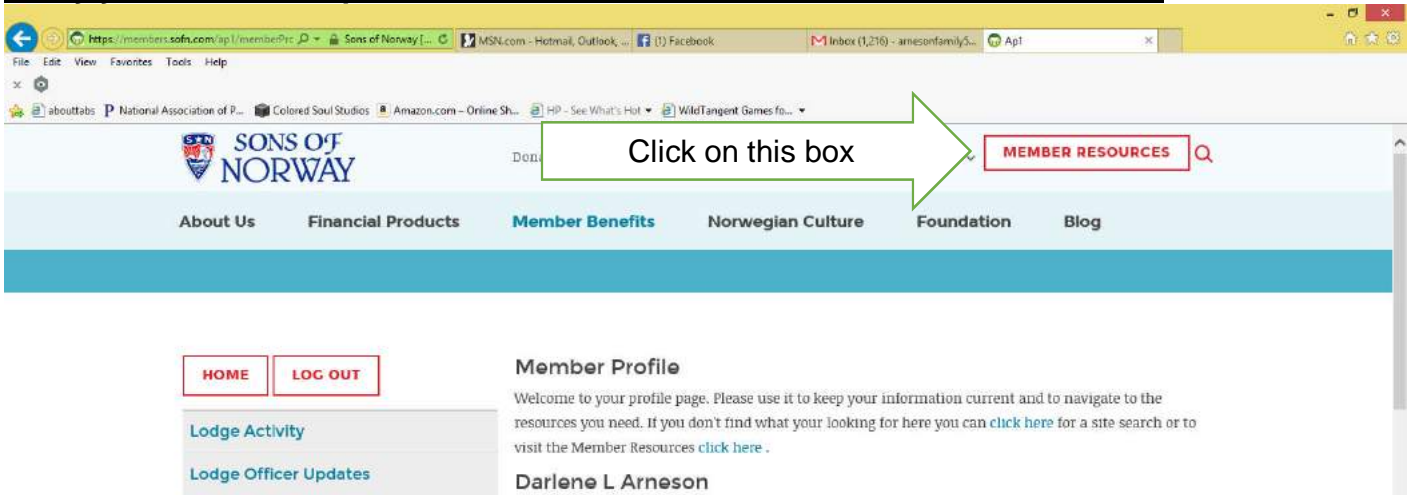 https://members.sofn.com/ap1/memberPrc
Sons of Norway [...
MSN.com - Hotmail, Outlook, ...
(1) Facebook
Inbox (1,216) - arnesonfamily5...
Ap1
File Edit View Favorites Tools Help
abouttabs
National Association of P...
Colored Soul Studios
Amazon.com – Online Sh...
HP - See What's Hot
WildTangent Games fo...
S N
SONS OF
NORWAY
Dona
Click on this box
MEMBER RESOURCES
About Us Financial Products Member Benefits Norwegian Culture Foundation Blog
HOME LOG OUT
Lodge Activity
Lodge Officer Updates
Member Profile
Welcome to your profile page. Please use it to keep your information current and to navigate to the
resources you need. If you don't find what your looking for here you can click here for a site search or to
visit the Member Resources click here .
Darlene L Arneson